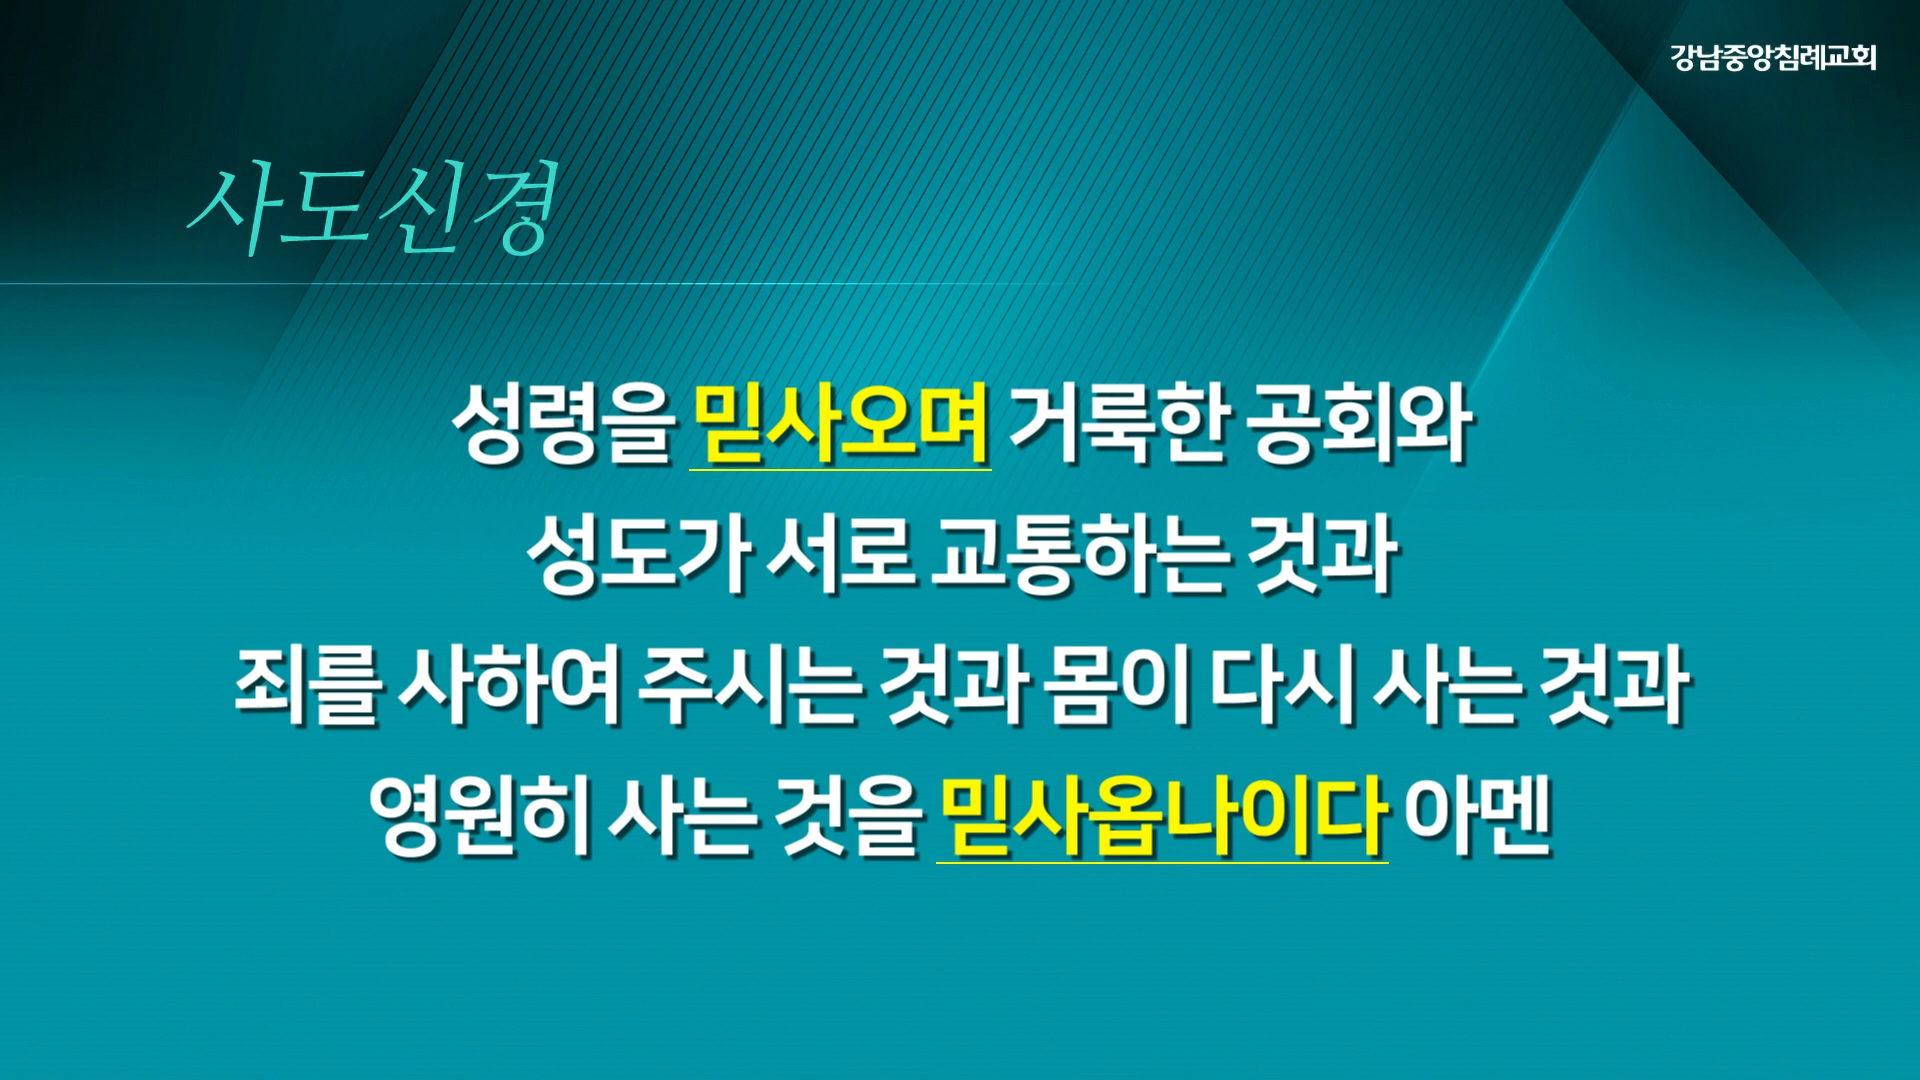 강남중앙침례교회
사도신경
성령을 믿사오며 거룩한 공회와
성도가 서로 교통하는 것과
죄를 사하여 주시는 것과 몸이 다시 사는 것과
영원히 사는 것을 믿사옵나이다 아멘